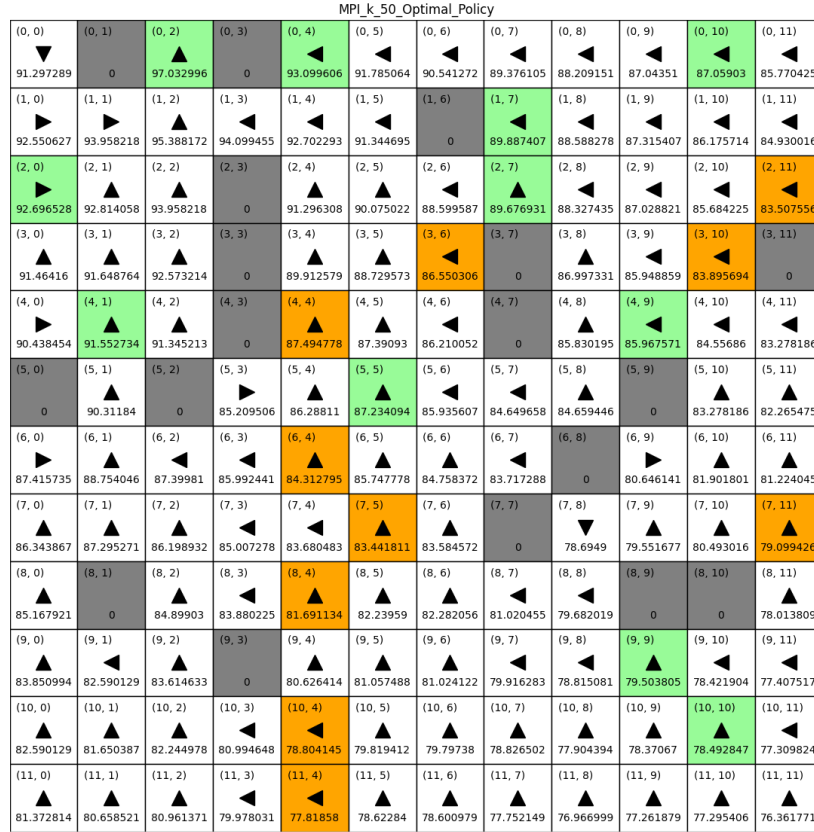 MPI_k_50_Optimal_Policy
(0, 0) (0, 1) (0, 2) (0, 3) (0, 4) (0, 5) (0, 6) (0, 7) (0, 8) (0, 9) (0, 10) (0, 11)
91.297289 0 97.032996 0 93.099606 91.785064 90.541272 89.376105 88.209151 87.04351 87.05903 85.770425
(1, 0) (1, 1) (1, 2) (1, 3) (1, 4) (1, 5) (1, 6) (1, 7) (1, 8) (1, 9) (1, 10) (1, 11)
92.550627 93.958218 95.388172 94.099455 92.702293 91.344695 0 89.887407 88.588278 87.315407 86.175714 84.930016
(2, 0) (2, 1) (2, 2) (2, 3) (2, 4) (2, 5) (2, 6) (2, 7) (2, 8) (2, 9) (2, 10) (2, 11)
92.696528 92.814058 93.958218 0 91.296308 90.075022 88.599587 89.676931 88.327435 87.028821 85.684225 83.507556
(3, 0) (3, 1) (3, 2) (3, 3) (3, 4) (3, 5) (3, 6) (3, 7) (3, 8) (3, 9) (3, 10) (3, 11)
91.46416 91.648764 92.573214 0 89.912579 88.729573 86.550306 0 86.997331 85.948859 83.895694 0
(4, 0) (4, 1) (4, 2) (4, 3) (4, 4) (4, 5) (4, 6) (4, 7) (4, 8) (4, 9) (4, 10) (4, 11)
90.438454 91.552734 91.345213 0 87.494778 87.39093 86.210052 0 85.830195 85.967571 84.55686 83.278186
(5, 0) (5, 1) (5, 2) (5, 3) (5, 4) (5, 5) (5, 6) (5, 7) (5, 8) (5, 9) (5, 10) (5, 11)
0 90.31184 0 85.209506 86.28811 87.234094 85.935607 84.649658 84.659446 0 83.278186 82.265475
(6, 0) (6, 1) (6, 2) (6, 3) (6, 4) (6, 5) (6, 6) (6, 7) (6, 8) (6, 9) (6, 10) (6, 11)
87.415735 88.754046 87.39981 85.992441 84.312795 85.747778 84.758372 83.717288 0 80.646141 81.901801 81.224045
(7, 0) (7, 1) (7, 2) (7, 3) (7, 4) (7, 5) (7, 6) (7, 7) (7, 8) (7, 9) (7, 10) (7, 11)
86.343867 87.295271 86.198932 85.007278 83.680483 83.441811 83.584572 0 78.6949 79.551677 80.493016 79.099426
(8, 0) (8, 1) (8, 2) (8, 3) (8, 4) (8, 5) (8, 6) (8, 7) (8, 8) (8, 9) (8, 10) (8, 11)
85.167921 0 84.89903 83.880225 81.691134 82.23959 82.282056 81.020455 79.682019 0 0 78.013809
(9, 0) (9, 1) (9, 2) (9, 3) (9, 4) (9, 5) (9, 6) (9, 7) (9, 8) (9, 9) (9, 10) (9, 11)
83.850994 82.590129 83.614633 0 80.626414 81.057488 81.024122 79.916283 78.815081 79.503805 78.421904 77.407517
(10, 0) (10, 1) (10, 2) (10, 3) (10, 4) (10, 5) (10, 6) (10, 7) (10, 8) (10, 9) (10, 10) (10, 11)
82.590129 81.650387 82.244978 80.994648 78.804145 79.819412 79.79738 78.826502 77.904394 78.37067 78.492847 77.309824
(11, 0) (11, 1) (11, 2) (11, 3) (11, 4) (11, 5) (11, 6) (11, 7) (11, 8) (11, 9) (11, 10) (11, 11)
81.372814 80.658521 80.961371 79.978031 77.81858 78.62284 78.600979 77.752149 76.966999 77.261879 77.295406 76.361771